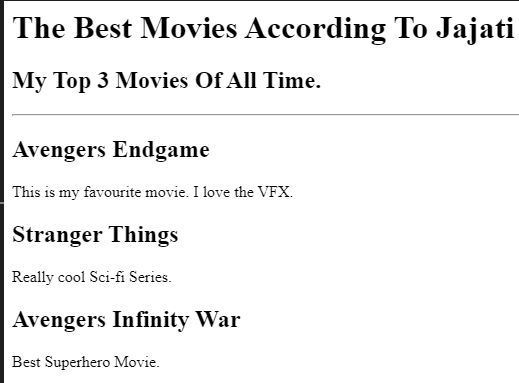 The Best Movies According To Jajati
My Top 3 Movies Of All Time.
Avengers Endgame
This is my favourite movie. I love the VFX.
Stranger Things
Really cool Sci-fi Series.
Avengers Infinity War
Best Superhero Movie.